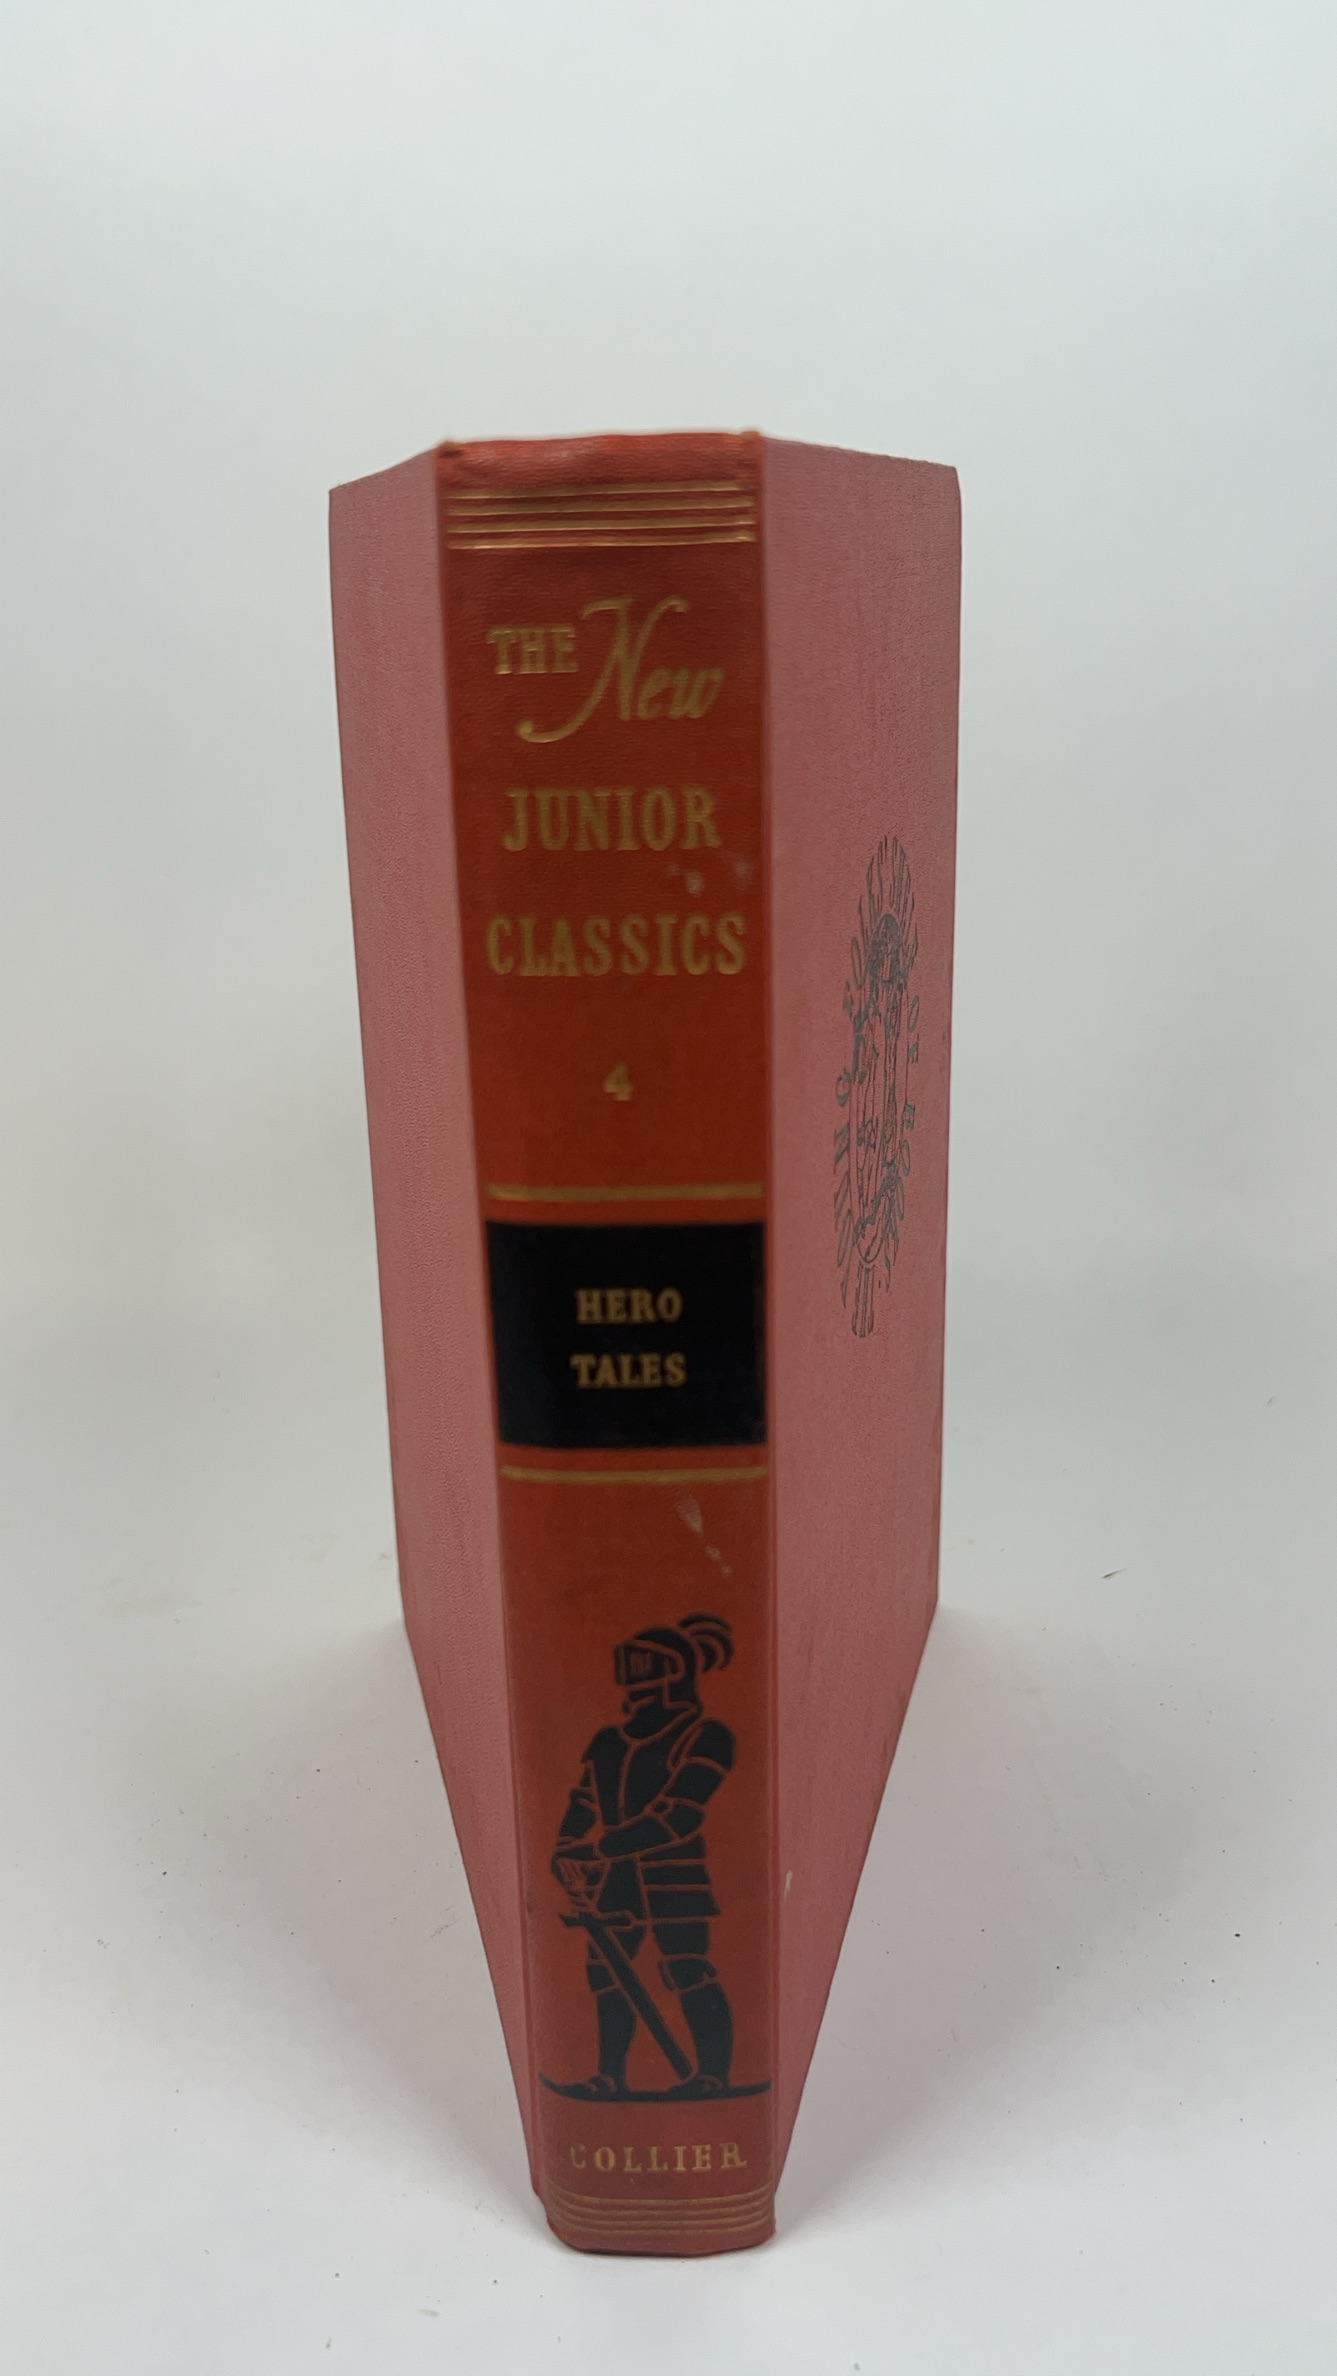 THE New
JUNIOR
CLASSICS
4
HERO
TALES
COLLIER